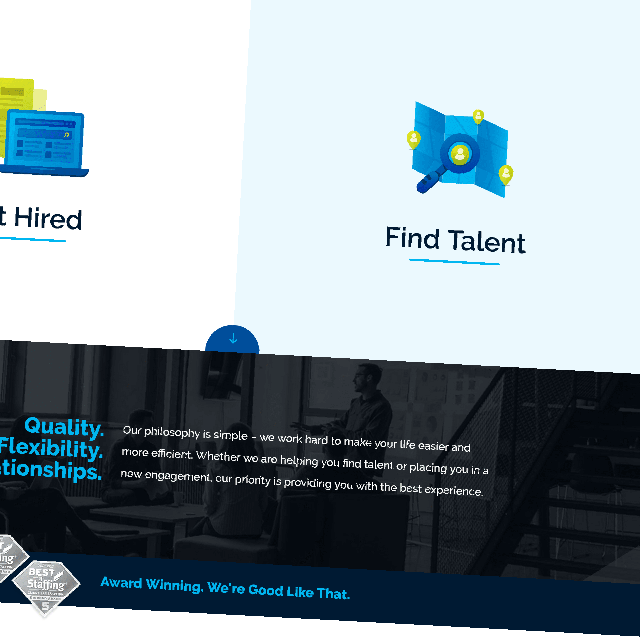 t Hired
Find Talent
Quality.
Flexibility.
tionships.
Our philosophy is simple – we work hard to make your life easier and
more efficient. Whether we are helping you find talent or placing you in a
new engagement, our priority is providing you with the best experience.
ing
BEST
Staffing
5
Award Winning. We're Good Like That.